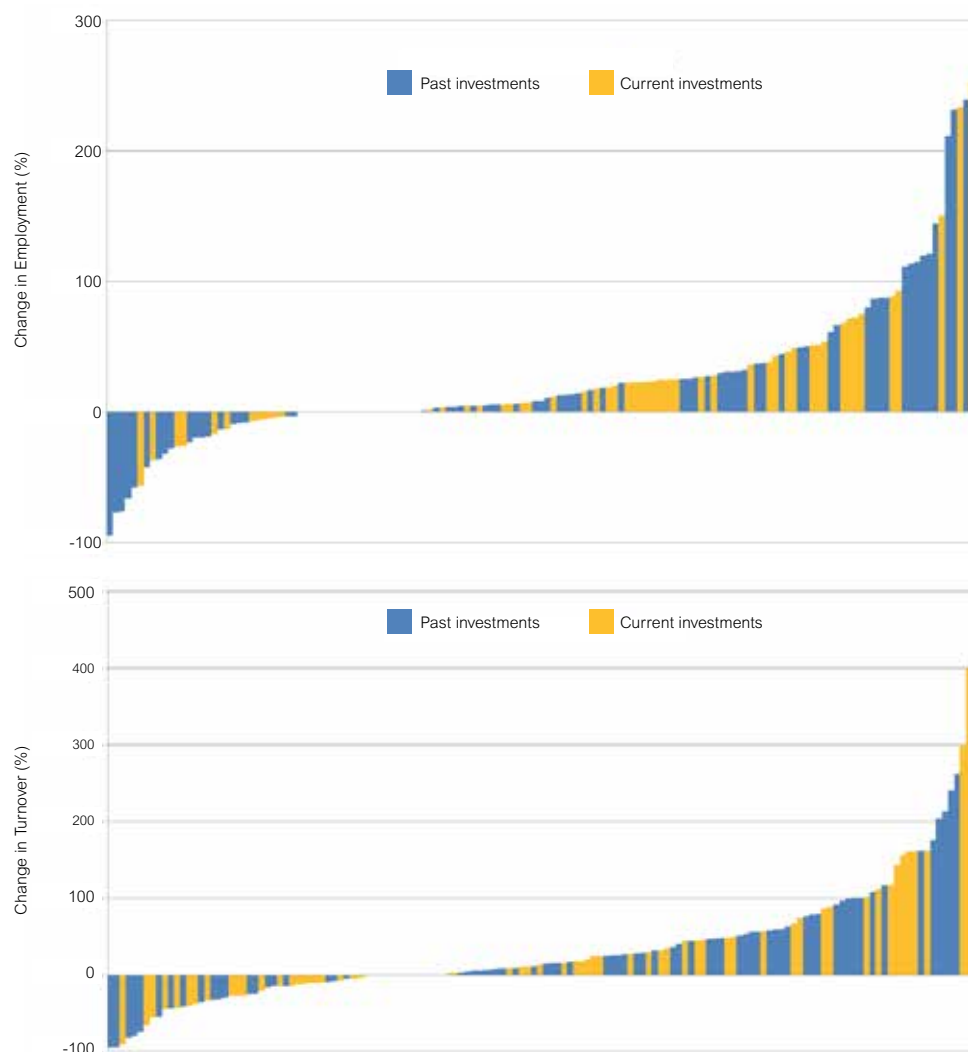 300
Past investments
Current investments
200
Change in Employment (%)
100
0
-100
500
Past investments
Current investments
400
300
Change in Turnover (%)
200
100
0
-100